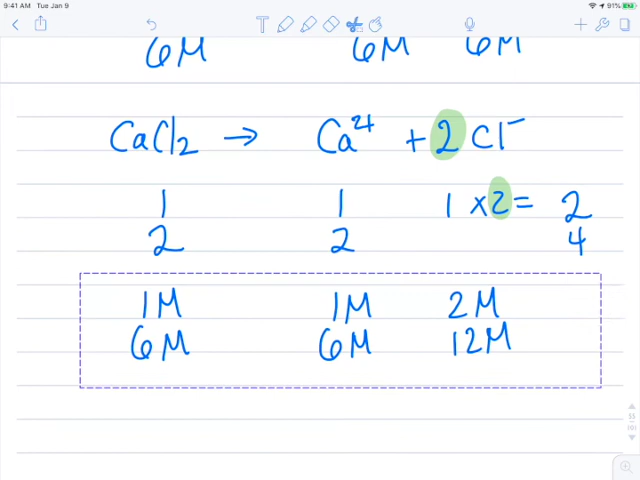 9:41 AM Tue Jan 9 91%
6M 6M 6M
CaCl2 → Ca2+ + 2 Cl−
1 1 1 x 2 = 2
2 2 4
1M 1M 2M
6M 6M 12M